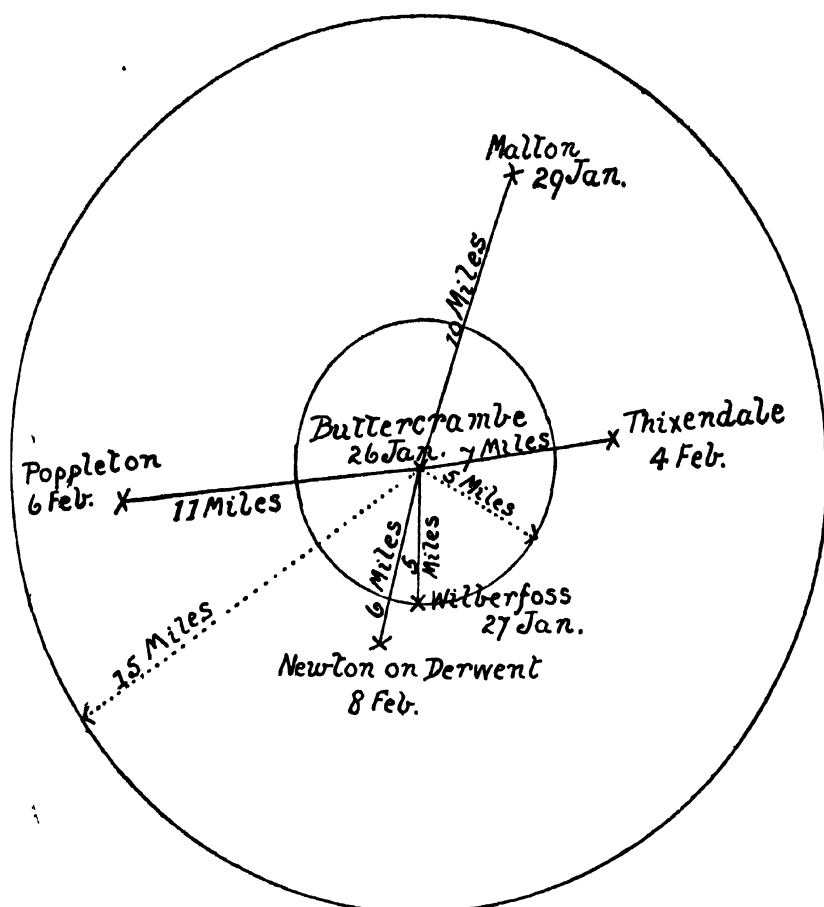 Malton
29 Jan.
10 Miles
Buttercrambe
26 Jan.
7 Miles
Thixendale
4 Feb.
Poppleton
6 Feb.
11 Miles
5 Miles
6 Miles
5 Miles
Wilberfoss
27 Jan.
15 Miles
Newton on Derwent
8 Feb.